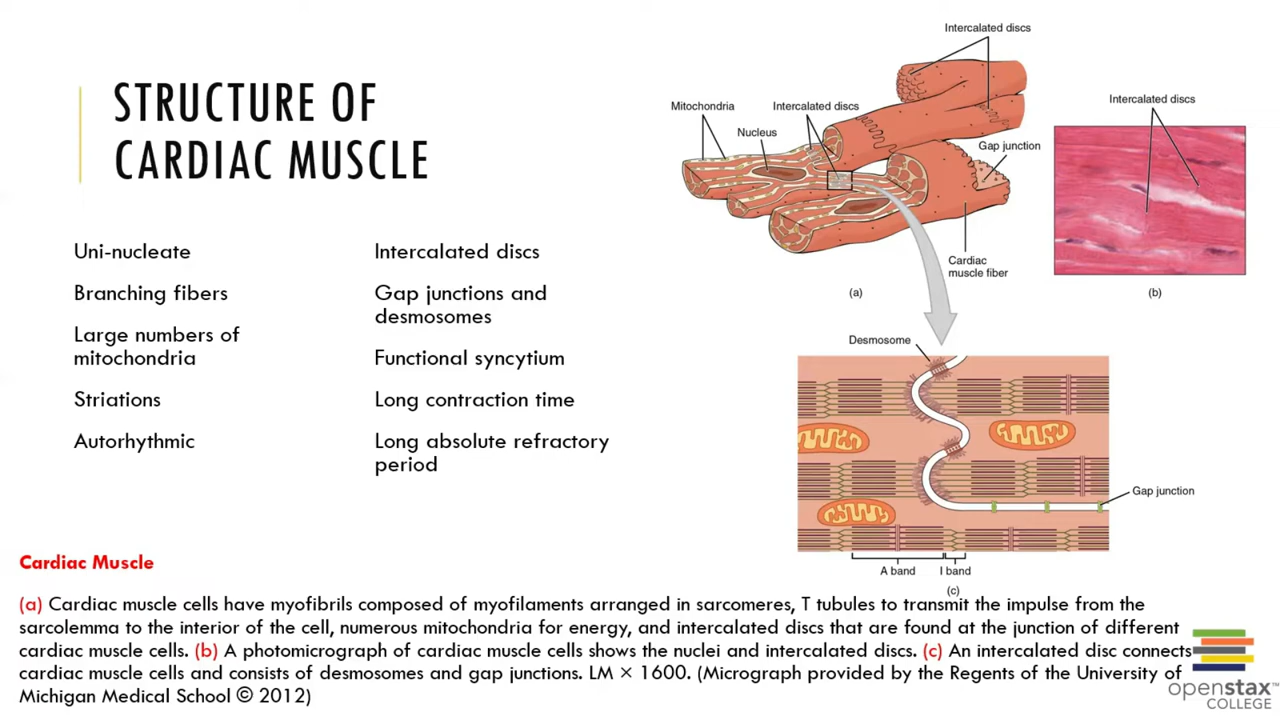 STRUCTURE OF
CARDIAC MUSCLE
Uni-nucleate
Branching fibers
Large numbers of
mitochondria
Striations
Autorhythmic
Intercalated discs
Gap junctions and
desmosomes
Functional syncytium
Long contraction time
Long absolute refractory
period
Intercalated discs
Mitochondria
Intercalated discs
Nucleus
Gap junction
Cardiac
muscle fiber
(a)
Intercalated discs
(b)
Desmosome
Gap junction
A band
I band
(c)
Cardiac Muscle
(a) Cardiac muscle cells have myofibrils composed of myofilaments arranged in sarcomeres, T tubules to transmit the impulse from the
sarcolemma to the interior of the cell, numerous mitochondria for energy, and intercalated discs that are found at the junction of different
cardiac muscle cells. (b) A photomicrograph of cardiac muscle cells shows the nuclei and intercalated discs. (c) An intercalated disc connects
cardiac muscle cells and consists of desmosomes and gap junctions. LM × 1600. (Micrograph provided by the Regents of the University of
Michigan Medical School © 2012)
openstax™
COLLEGE